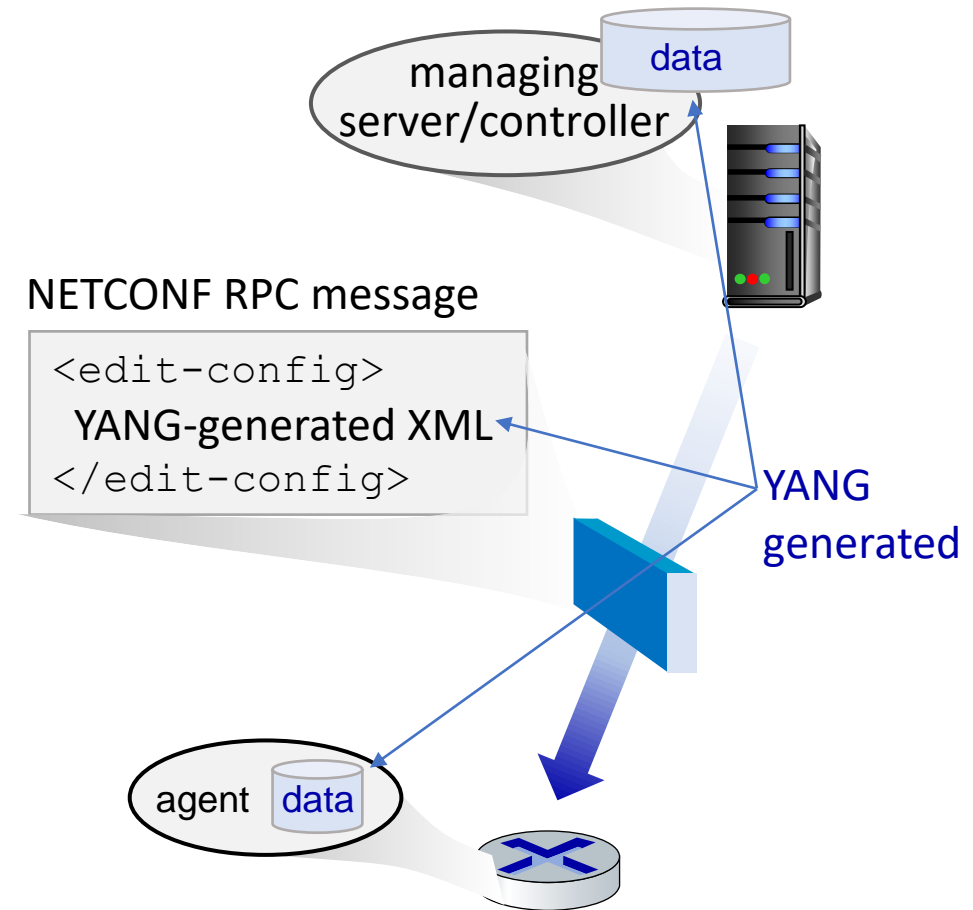 data
managing
server/controller
NETCONF RPC message
<edit-config>
YANG-generated XML
</edit-config>
YANG
generated
agent data